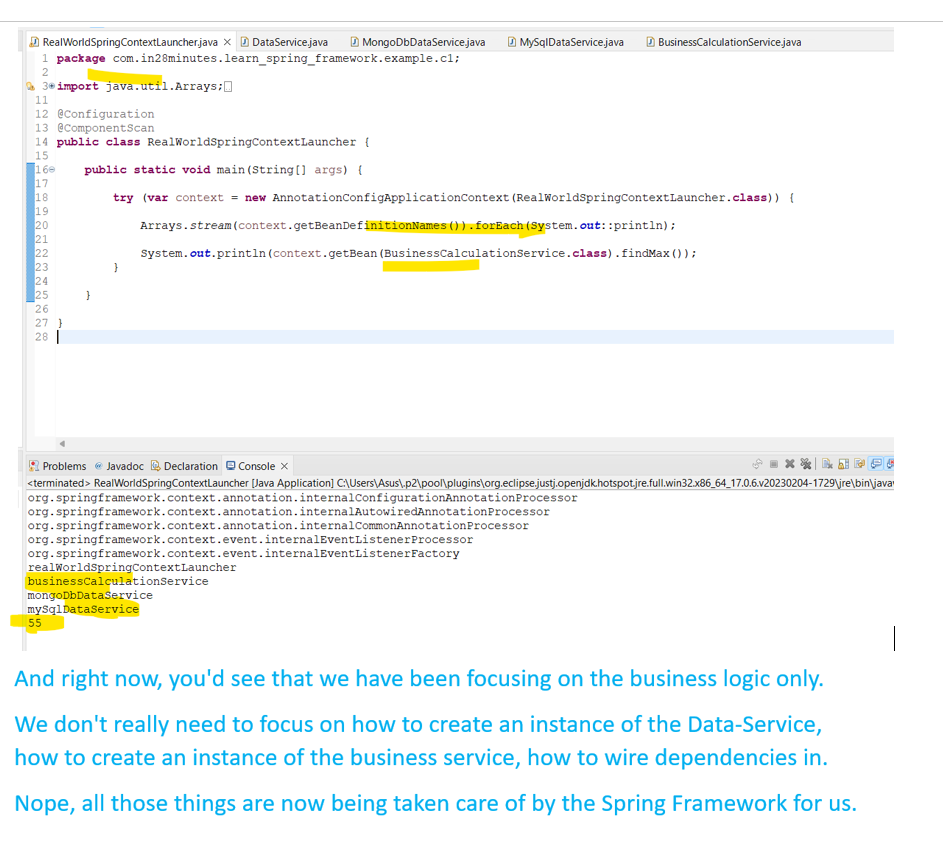 RealWorldSpringContextLauncher.java DataService.java MongoDbDataService.java MySqlDataService.java BusinessCalculationService.java
1 package com.in28minutes.learn_spring_framework.example.c1;
2
3 import java.util.Arrays;
11
12 @Configuration
13 @ComponentScan
14 public class RealWorldSpringContextLauncher {
15
16 public static void main(String[] args) {
17
18 try (var context = new AnnotationConfigApplicationContext(RealWorldSpringContextLauncher.class)) {
19
20 Arrays.stream(context.getBeanDefinitionNames()).forEach(System.out::println);
21
22 System.out.println(context.getBean(BusinessCalculationService.class).findMax());
23 }
24
25 }
26
27 }
28
Problems @ Javadoc Declaration Console
<terminated> RealWorldSpringContextLauncher [Java Application] C:\Users\Asus\.p2\pool\plugins\org.eclipse.justj.openjdk.hotspot.jre.full.win32.x86_64_17.0.6.v20230204-1729\jre\bin\java
org.springframework.context.annotation.internalConfigurationAnnotationProcessor
org.springframework.context.annotation.internalAutowiredAnnotationProcessor
org.springframework.context.annotation.internalCommonAnnotationProcessor
org.springframework.context.event.internalEventListenerProcessor
org.springframework.context.event.internalEventListenerFactory
realWorldSpringContextLauncher
businessCalculationService
mongoDbDataService
mySqlDataService
55
And right now, you'd see that we have been focusing on the business logic only.
We don't really need to focus on how to create an instance of the Data-Service,
how to create an instance of the business service, how to wire dependencies in.
Nope, all those things are now being taken care of by the Spring Framework for us.